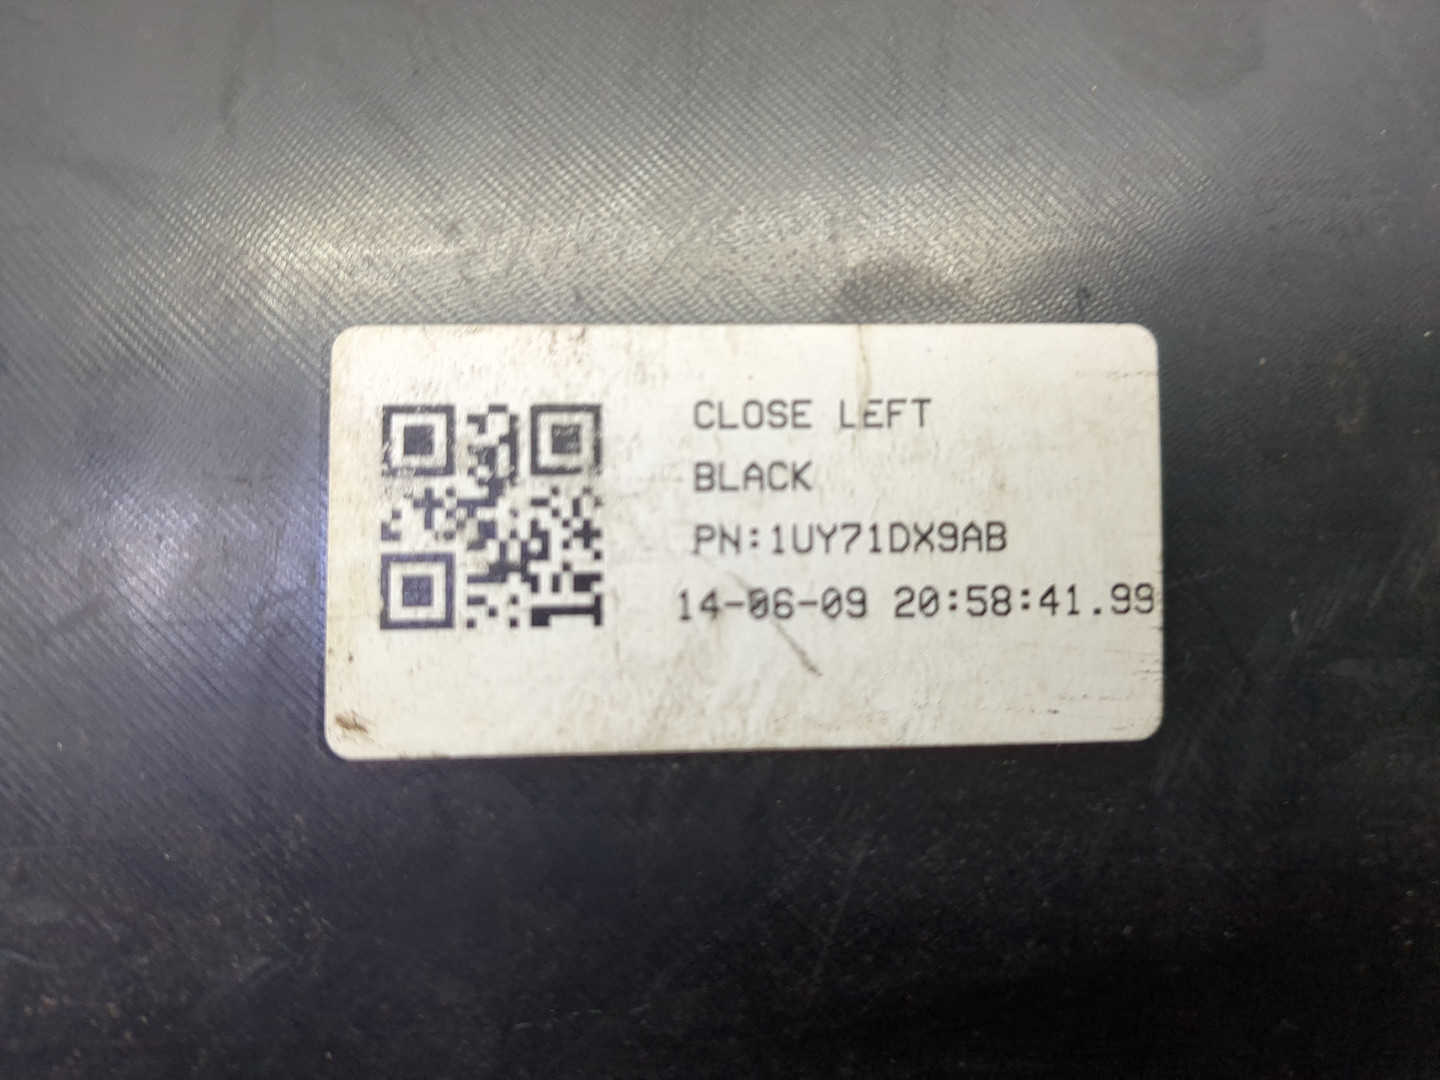 CLOSE LEFT
BLACK
PN:1UY71DX9AB
14-06-09 20:58:41.99